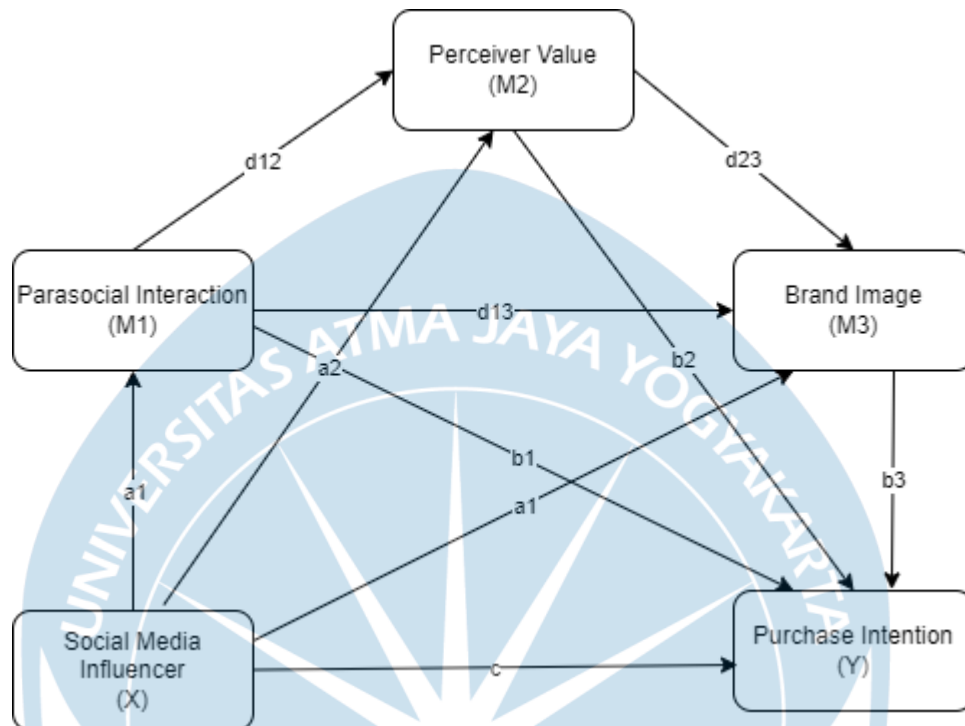 Perceiver Value
(M2)
d12
d23
Parasocial Interaction
(M1)
d13
Brand Image
(M3)
UNIVERSITAS ATMA JAYA YOGYAKARTA
a2
b2
b1
a1
a1
b3
Social Media
Influencer
(X)
c
Purchase Intention
(Y)